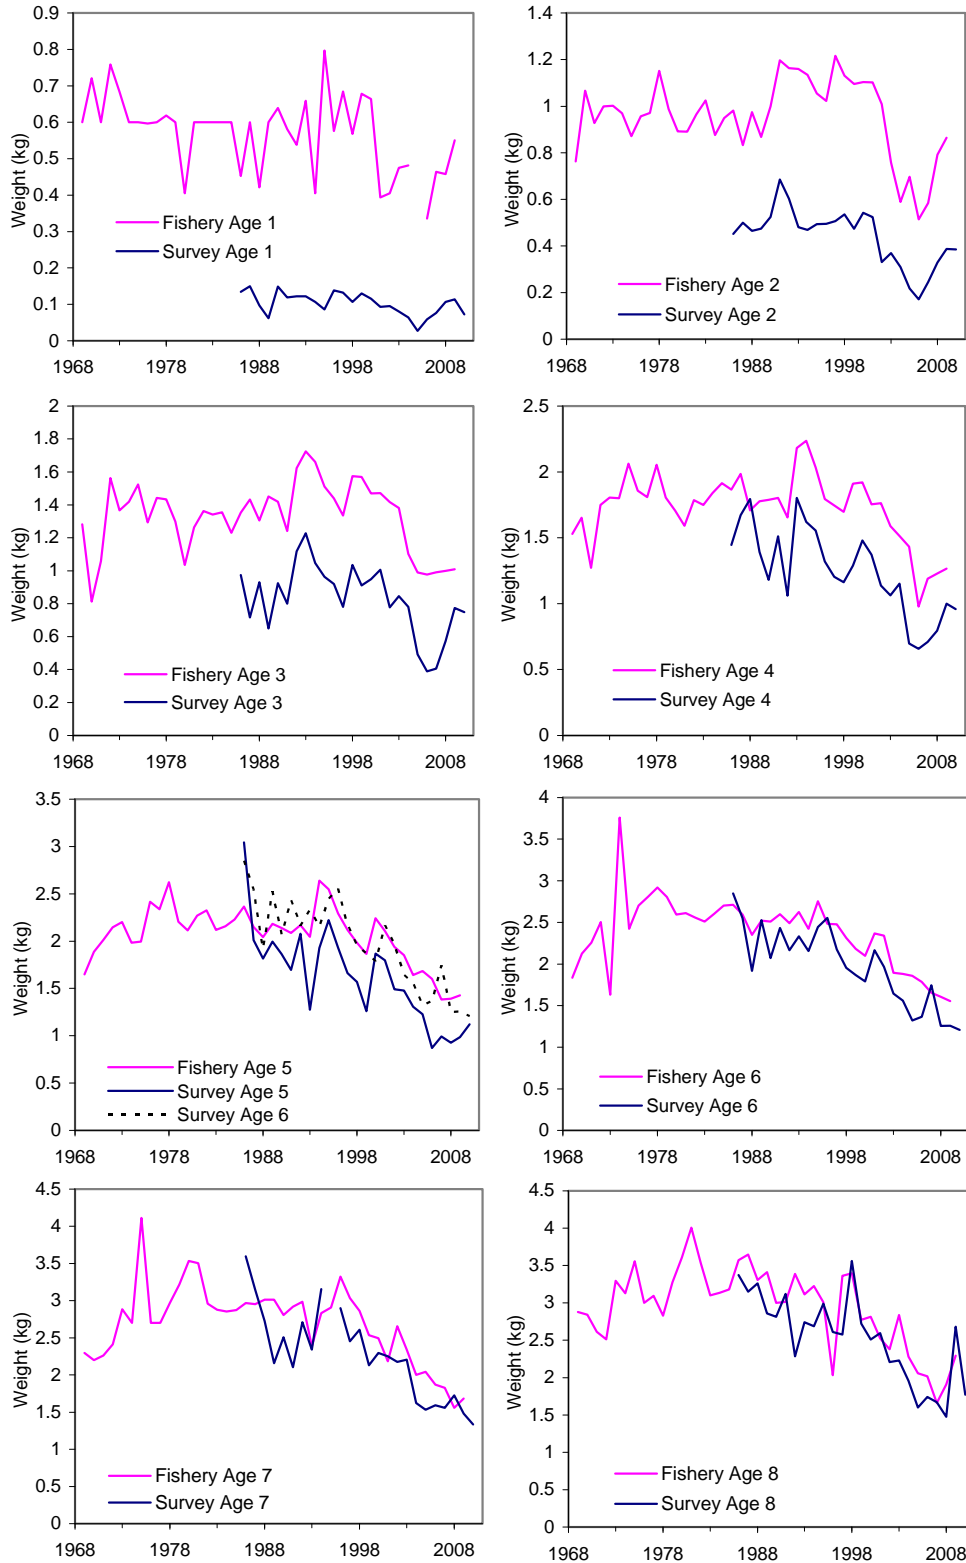 0.9
0.8
0.7
0.6
0.5
0.4
0.3
0.2
0.1
0
Weight (kg)
Fishery Age 1
Survey Age 1
1968 1978 1988 1998 2008
1.4
1.2
1
0.8
0.6
0.4
0.2
0
Weight (kg)
Fishery Age 2
Survey Age 2
1968 1978 1988 1998 2008
2
1.8
1.6
1.4
1.2
1
0.8
0.6
0.4
0.2
0
Weight (kg)
Fishery Age 3
Survey Age 3
1968 1978 1988 1998 2008
2.5
2
1.5
1
0.5
0
Weight (kg)
Fishery Age 4
Survey Age 4
1968 1978 1988 1998 2008
3.5
3
2.5
2
1.5
1
0.5
0
Weight (kg)
Fishery Age 5
Survey Age 5
Survey Age 6
1968 1978 1988 1998 2008
4
3.5
3
2.5
2
1.5
1
0.5
0
Weight (kg)
Fishery Age 6
Survey Age 6
1968 1978 1988 1998 2008
4.5
4
3.5
3
2.5
2
1.5
1
0.5
0
Weight (kg)
Fishery Age 7
Survey Age 7
1968 1978 1988 1998 2008
4.5
4
3.5
3
2.5
2
1.5
1
0.5
0
Weight (kg)
Fishery Age 8
Survey Age 8
1968 1978 1988 1998 2008